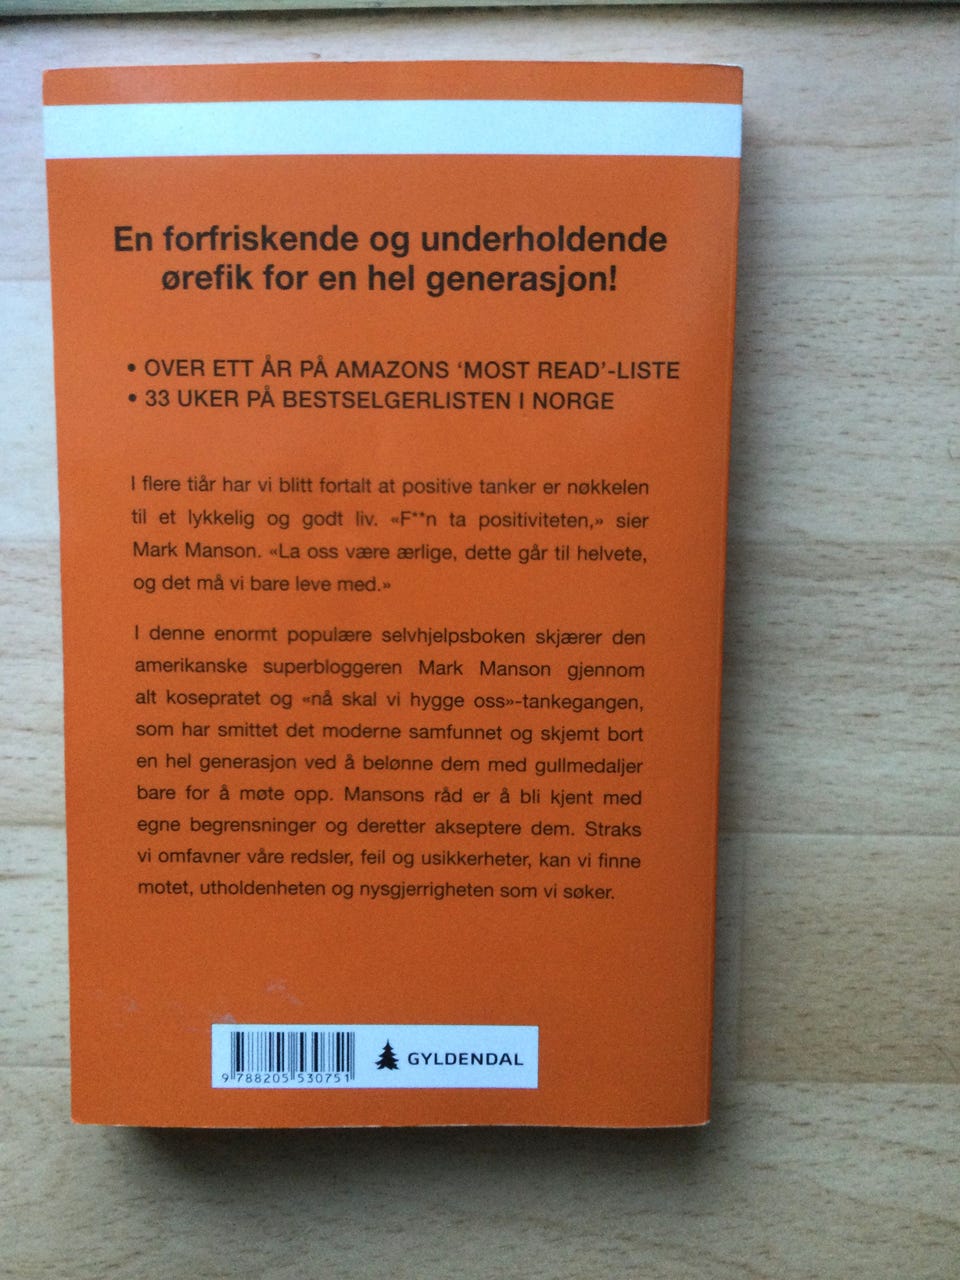 En forfriskende og underholdende
ørefik for en hel generasjon!
• OVER ETT ÅR PÅ AMAZONS ‘MOST READ’-LISTE
• 33 UKER PÅ BESTSELGERLISTEN I NORGE
I flere tiår har vi blitt fortalt at positive tanker er nøkkelen
til et lykkelig og godt liv. «F**n ta positiviteten,» sier
Mark Manson. «La oss være ærlige, dette går til helvete,
og det må vi bare leve med.»
I denne enormt populære selvhjelpsboken skjærer den
amerikanske superbloggeren Mark Manson gjennom
alt kosepratet og «nå skal vi hygge oss»-tankegangen,
som har smittet det moderne samfunnet og skjemt bort
en hel generasjon ved å belønne dem med gullmedaljer
bare for å møte opp. Mansons råd er å bli kjent med
egne begrensninger og deretter akseptere dem. Straks
vi omfavner våre redsler, feil og usikkerheter, kan vi finne
motet, utholdenheten og nysgjerrigheten som vi søker.
9 788205 530751
GYLDENDAL